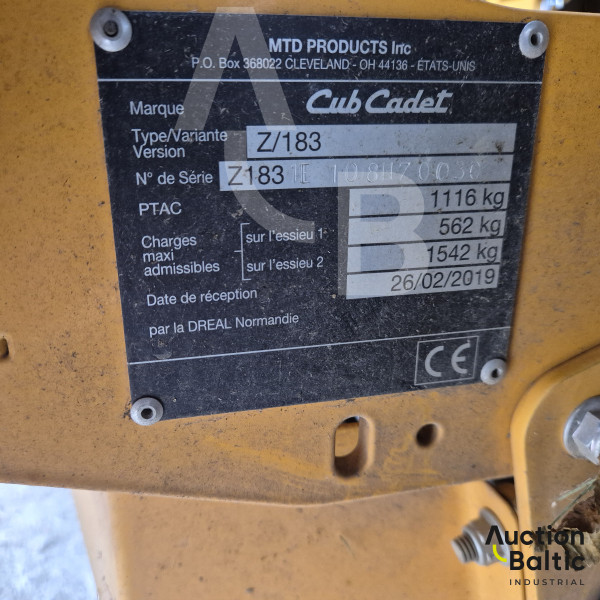 MTD PRODUCTS Inc
P.O. Box 368022 CLEVELAND - OH 44136 - ÉTATS-UNIS
Marque Cub Cadet
Type/Variante
Version Z/183
N° de Série Z183
PTAC 1116 kg
Charges
maxi
admissibles
sur l'essieu 1 562 kg
sur l'essieu 2 1542 kg
Date de réception 26/02/2019
par la DREAL Normandie
CE
AB
Auction
Baltic
INDUSTRIAL